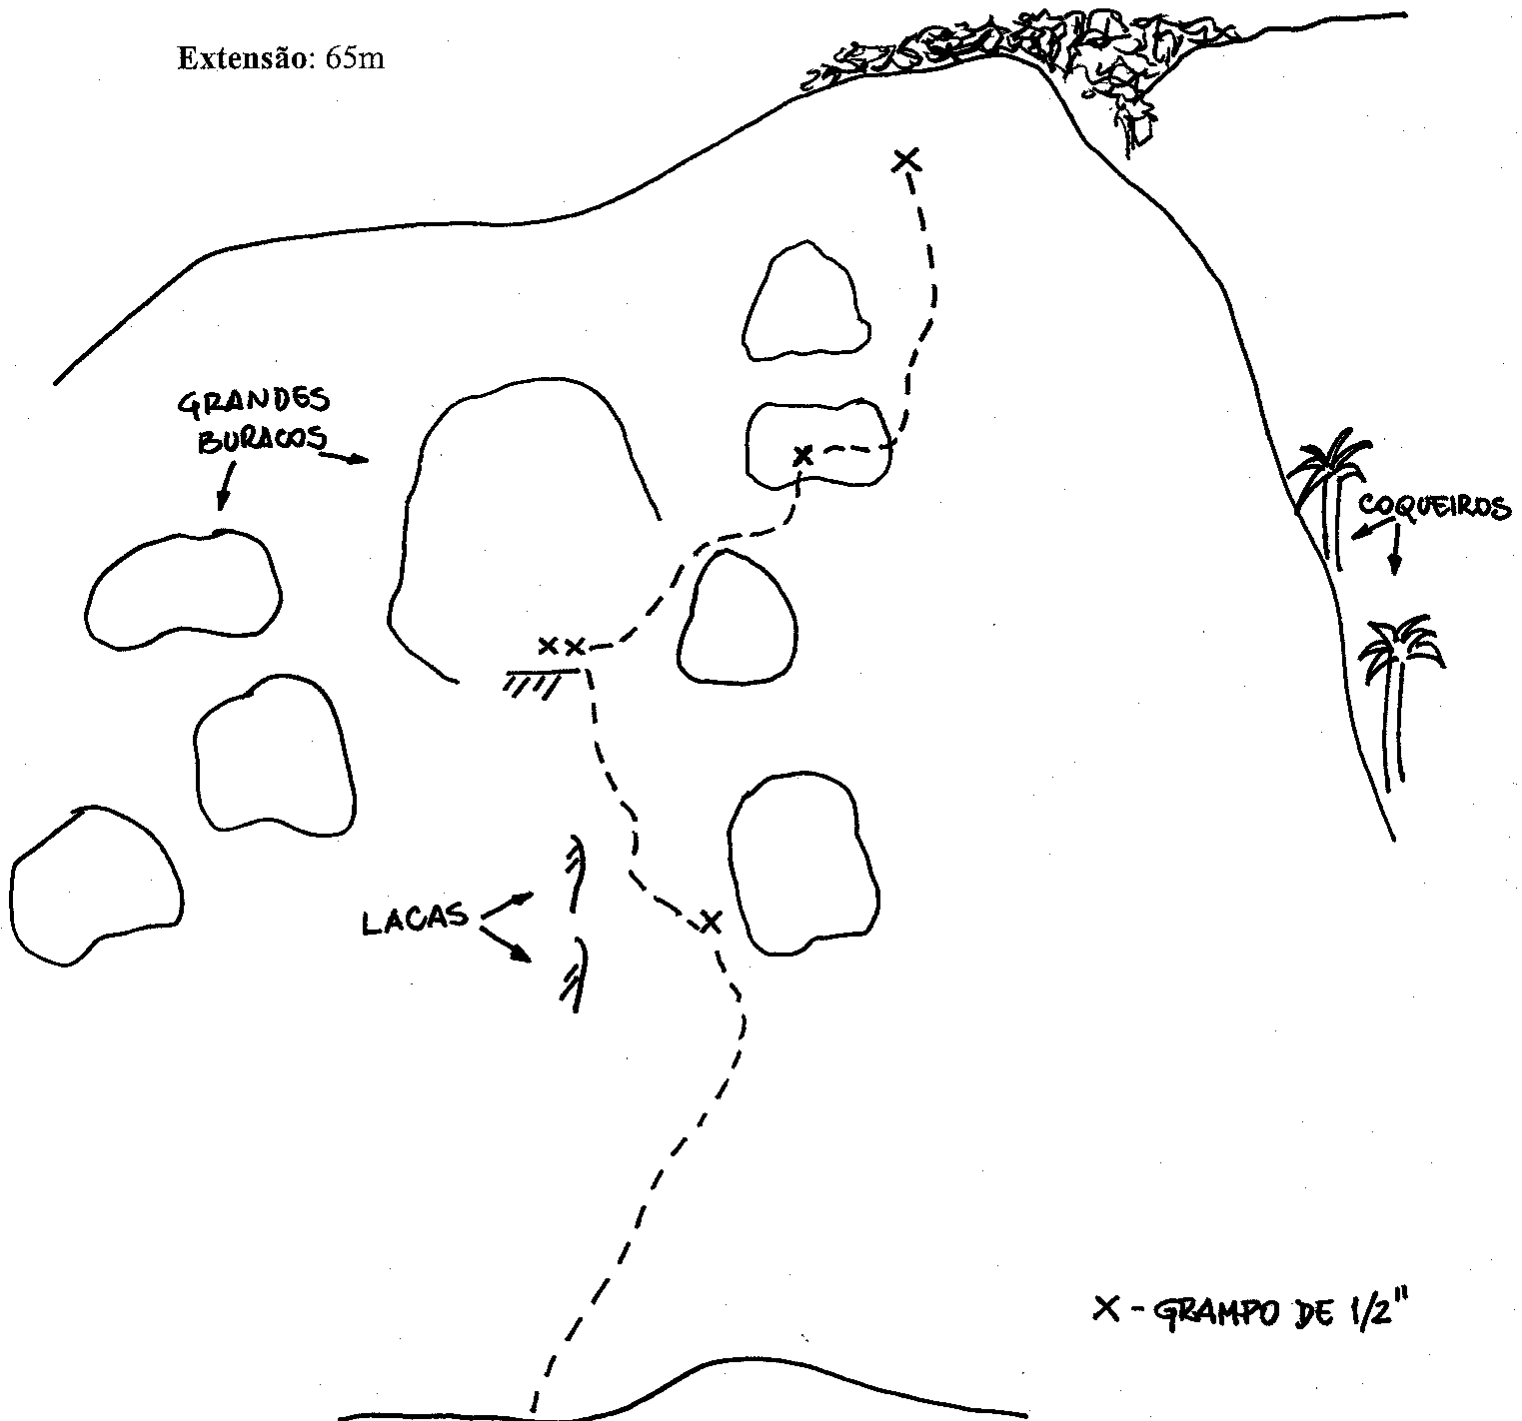 Extensão: 65m
GRANDES
BURACOS
COQUEIROS
LACAS
X - GRAMPO DE 1/2"